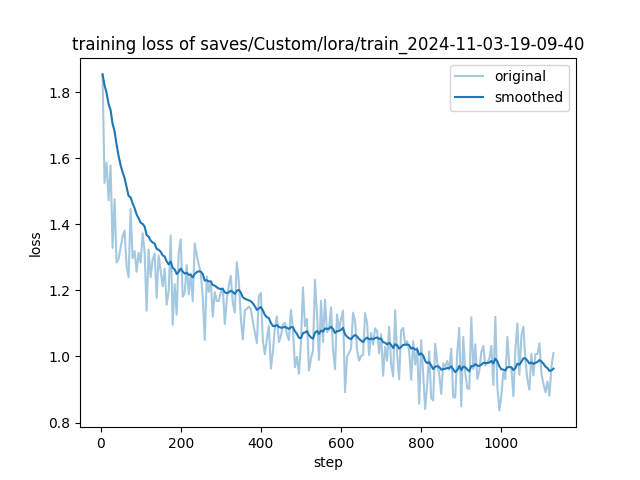 training loss of saves/Custom/lora/train_2024-11-03-19-09-40
original
smoothed
1.8
1.6
1.4
1.2
1.0
0.8
loss
0 200 400 600 800 1000
step